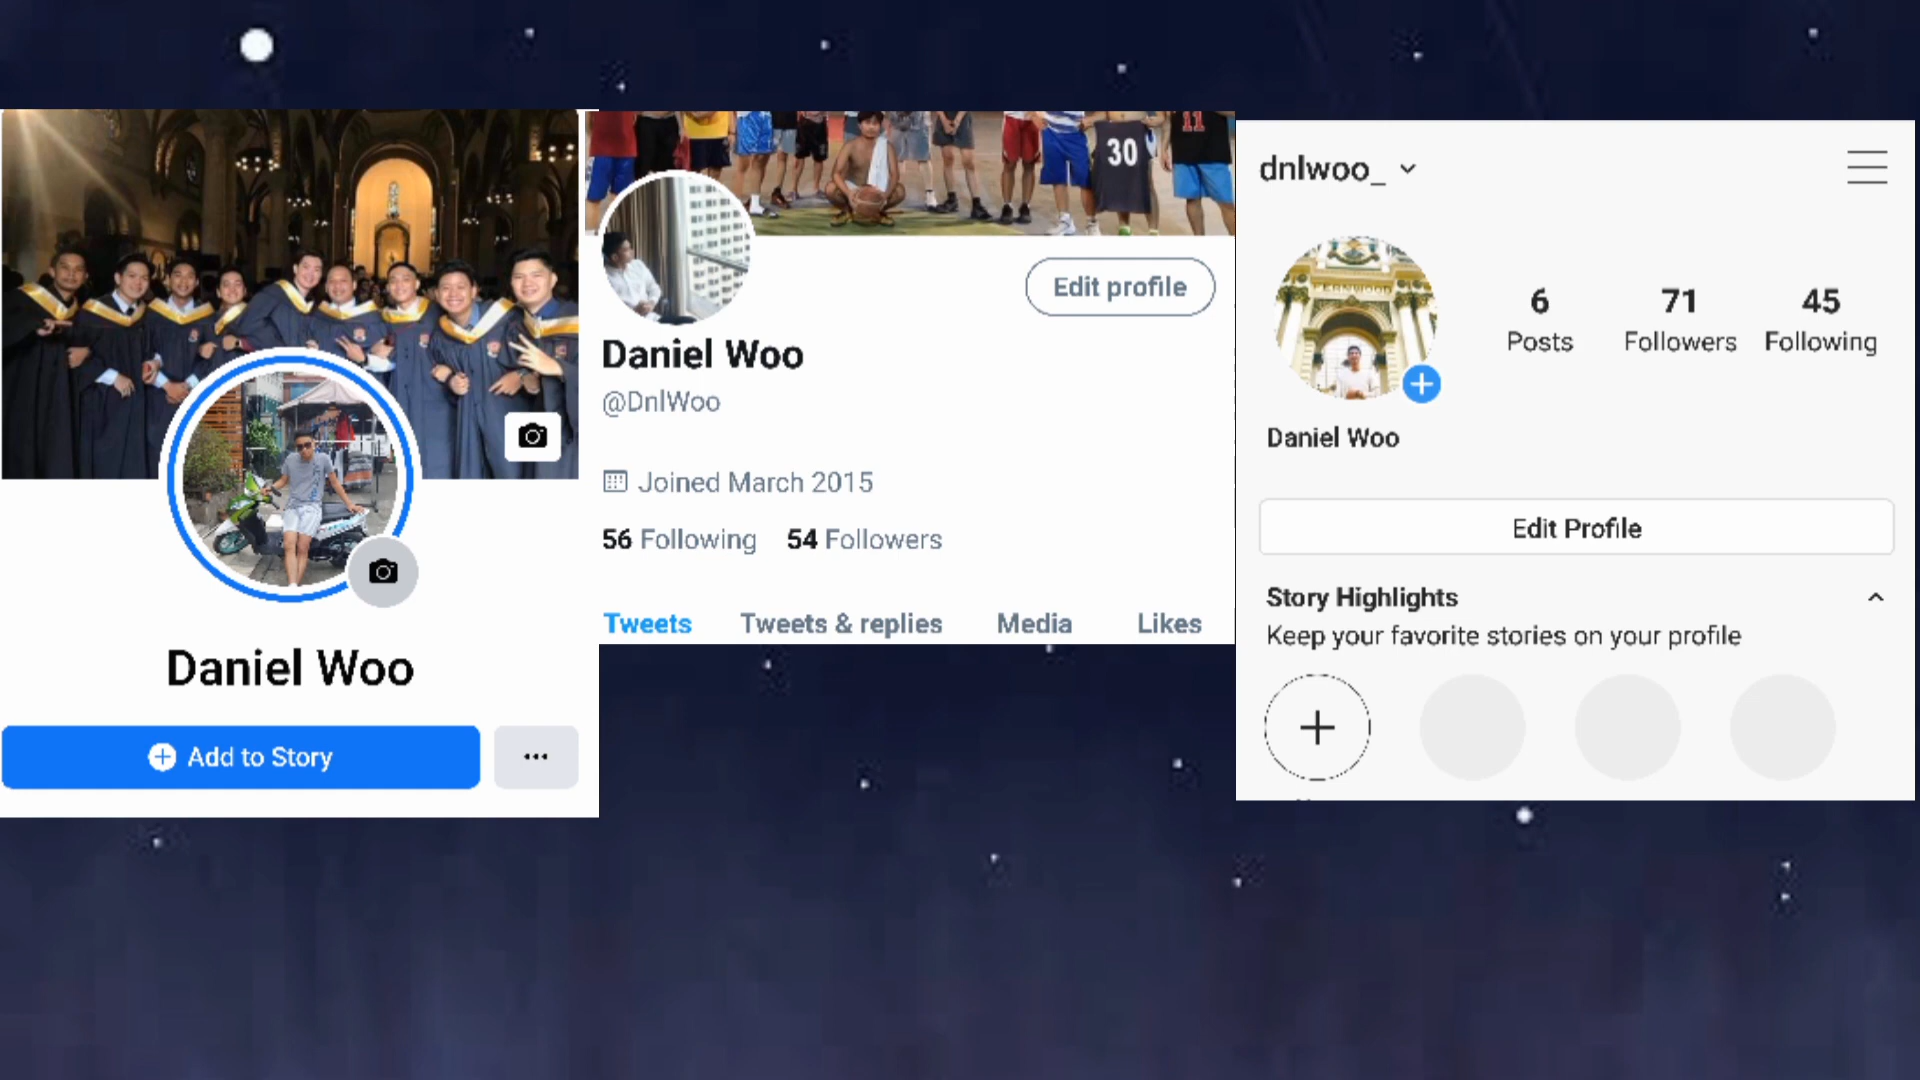 Daniel Woo
Add to Story
30
11
Edit profile
Daniel Woo
@DnlWoo
Joined March 2015
56 Following 54 Followers
Tweets Tweets & replies Media Likes
dnlwoo_
FERNWOOD
6 71 45
Posts Followers Following
Daniel Woo
Edit Profile
Story Highlights
Keep your favorite stories on your profile